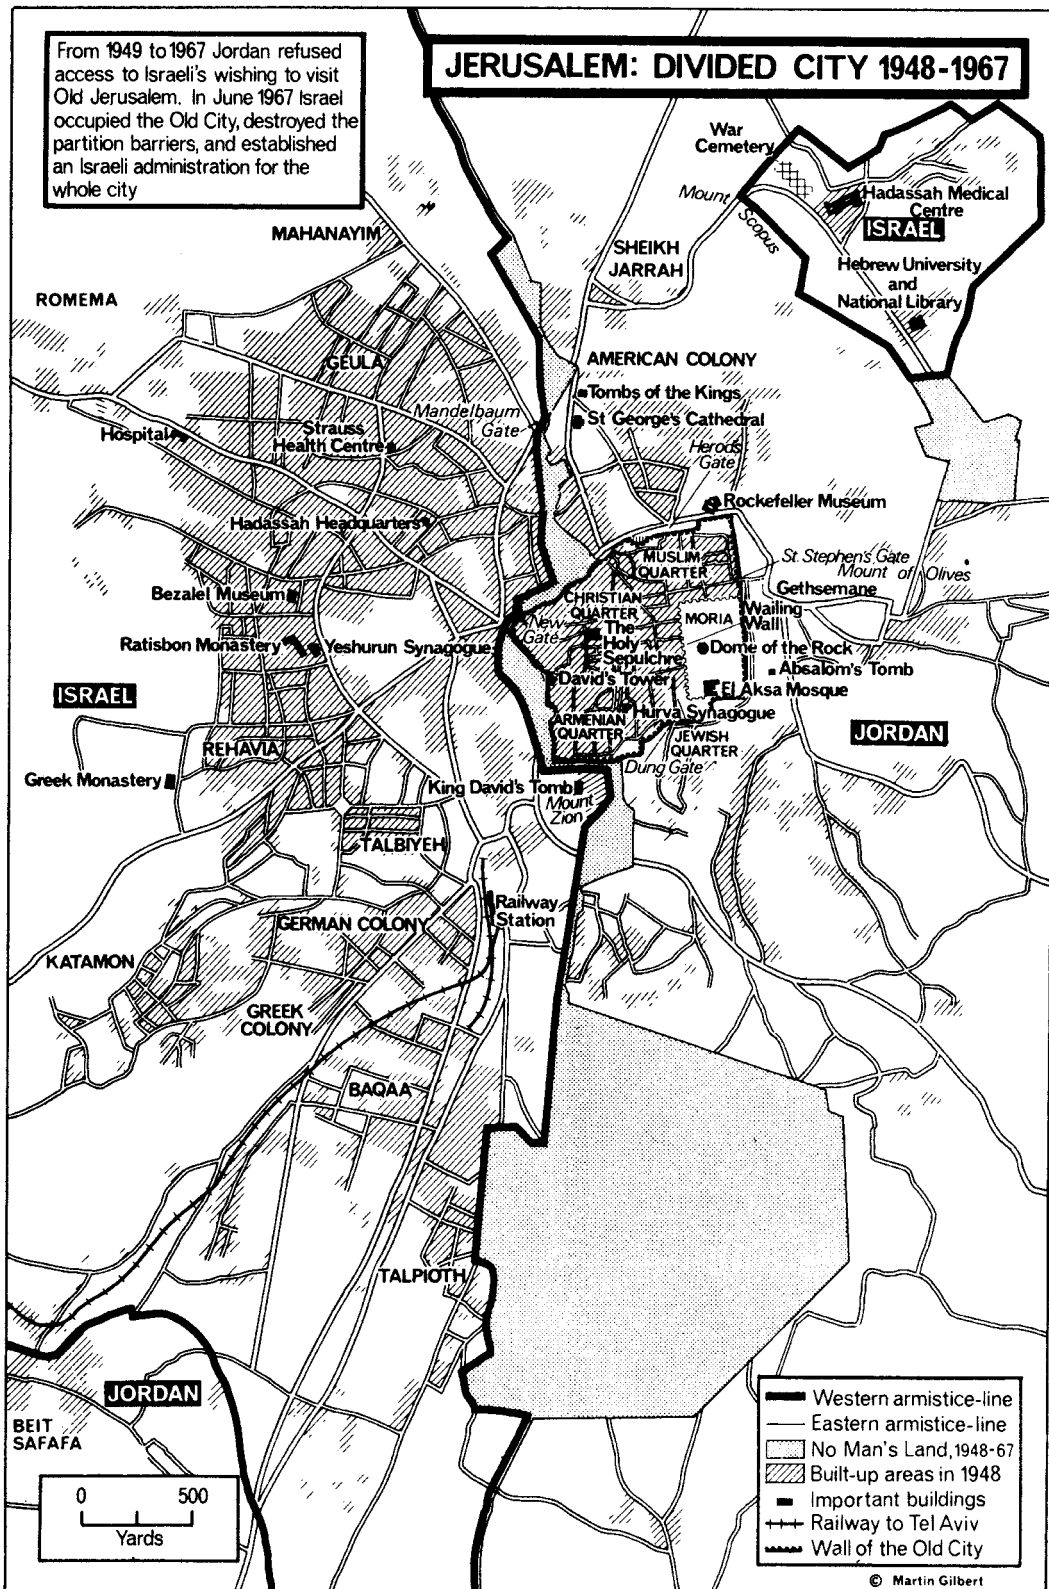 From 1949 to 1967 Jordan refused
access to Israeli's wishing to visit
Old Jerusalem. In June 1967 Israel
occupied the Old City, destroyed the
partition barriers, and established
an Israeli administration for the
whole city
JERUSALEM: DIVIDED CITY 1948-1967
War
Cemetery
Mount
Scopus
Hadassah Medical
Centre
ISRAEL
Hebrew University
and
National Library
MAHANAYIM
SHEIKH
JARRAH
ROMEMA
GEULA
AMERICAN COLONY
Tombs of the Kings
Mandelbaum
Gate
St George's Cathedral
Hospital
Strauss
Health Centre
Herod's
Gate
Rockefeller Museum
Hadassah Headquarters
MUSLIM
QUARTER
St. Stephen's Gate
Mount of Olives
Gethsemane
Bezalel Museum
CHRISTIAN
QUARTER
New
Gate
MORIA
Wailing
Wall
Ratisbon Monastery
Yeshurun Synagogue
The
Holy
Sepulchre
Dome of the Rock
Absalom's Tomb
David's Tower
El Aksa Mosque
ISRAEL
Hurva Synagogue
ARMENIAN
QUARTER
JEWISH
QUARTER
JORDAN
REHAVIA
Dung Gate
Greek Monastery
King David's Tomb
Mount
Zion
TALBIYEH
Railway
Station
GERMAN COLONY
KATAMON
GREEK
COLONY
BAQAA
TALPIOTH
JORDAN
BEIT
SAFAFA
0 500
Yards
Western armistice-line
Eastern armistice-line
No Man's Land, 1948-67
Built-up areas in 1948
Important buildings
Railway to Tel Aviv
Wall of the Old City
© Martin Gilbert